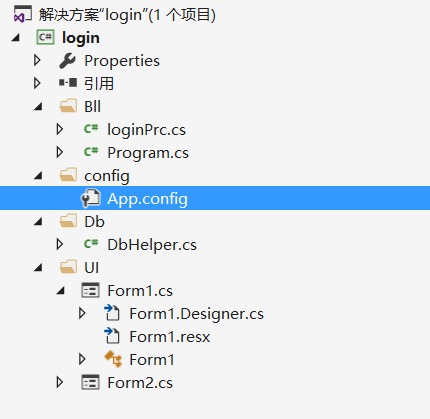 解决方案"login"(1 个项目)
C# login
Properties
引用
Bll
C# loginPrc.cs
C# Program.cs
config
App.config
Db
C# DbHelper.cs
UI
Form1.cs
Form1.Designer.cs
Form1.resx
Form1
Form2.cs